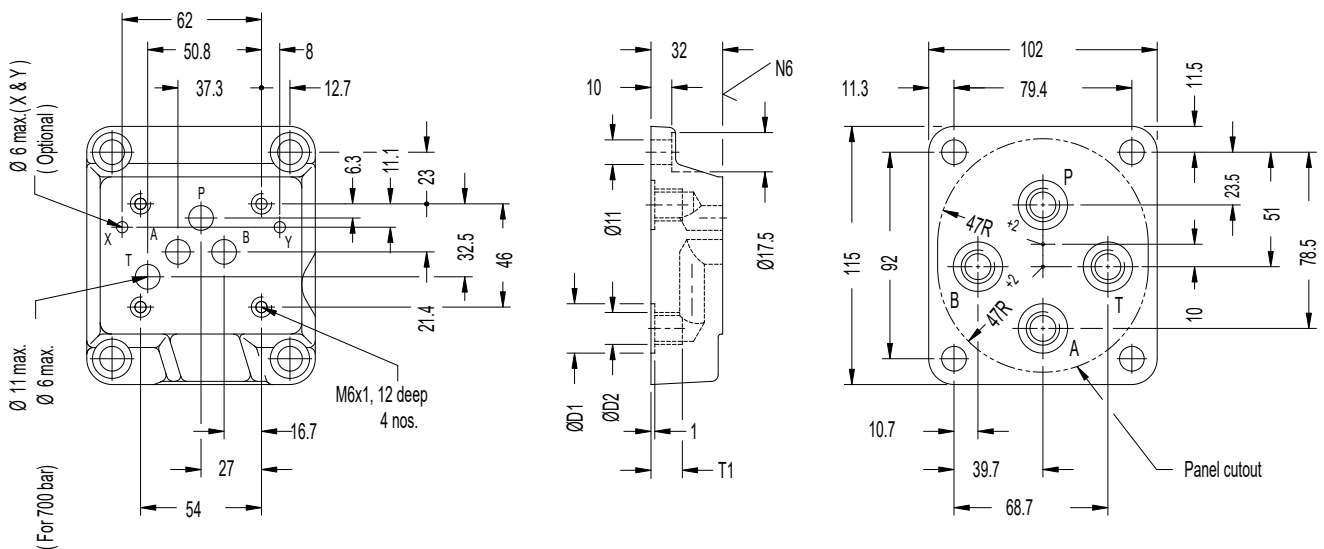 62
50.8
8
37.3
12.7
Ø 6 max.( X & Y )
( Optional )
6.3
11.1
23
P
X
A
B
Y
T
32.5
46
21.4
Ø 11 max.
Ø 6 max.
( For 700 bar)
M6x1, 12 deep
4 nos.
16.7
27
54
32
N6
10
Ø11
Ø17.5
ØD1
ØD2
1
T1
102
11.3
79.4
11.5
P
47R +2
23.5
51
115
92
78.5
B
47R +2
T
10
A
10.7
39.7
68.7
Panel cutout